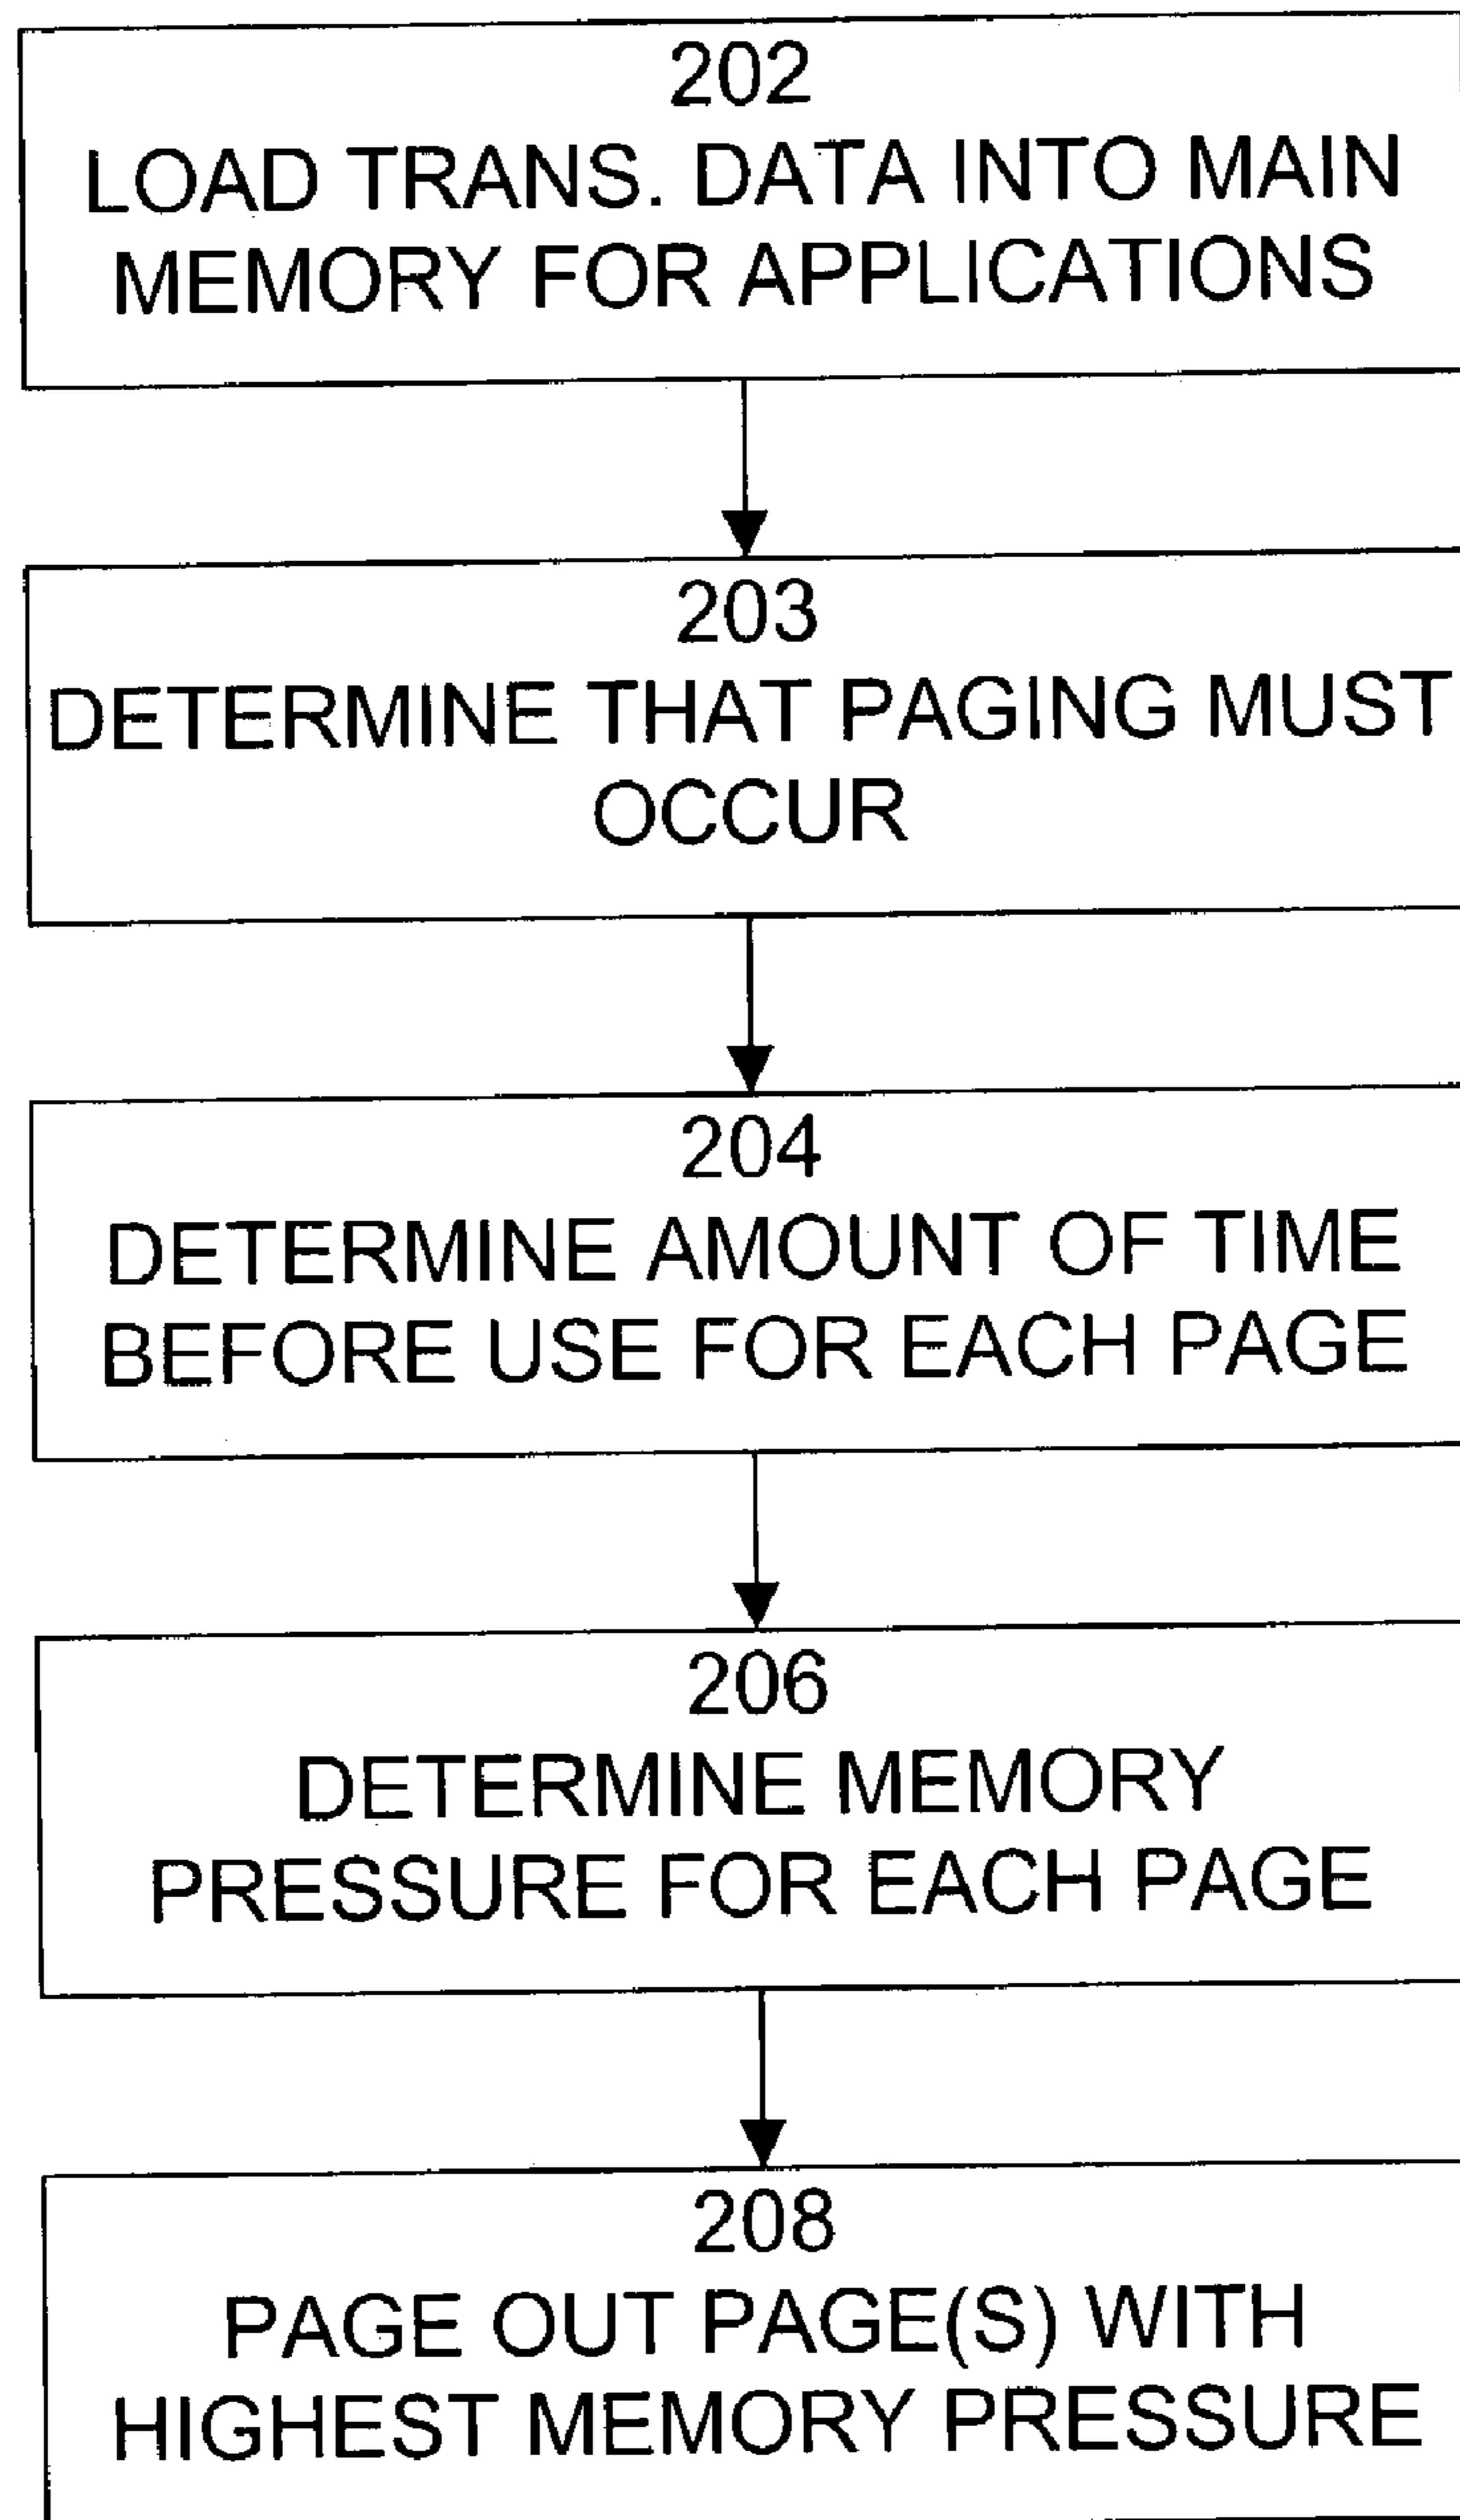 202
LOAD TRANS. DATA INTO MAIN
MEMORY FOR APPLICATIONS
203
DETERMINE THAT PAGING MUST
OCCUR
204
DETERMINE AMOUNT OF TIME
BEFORE USE FOR EACH PAGE
206
DETERMINE MEMORY
PRESSURE FOR EACH PAGE
208
PAGE OUT PAGE(S) WITH
HIGHEST MEMORY PRESSURE